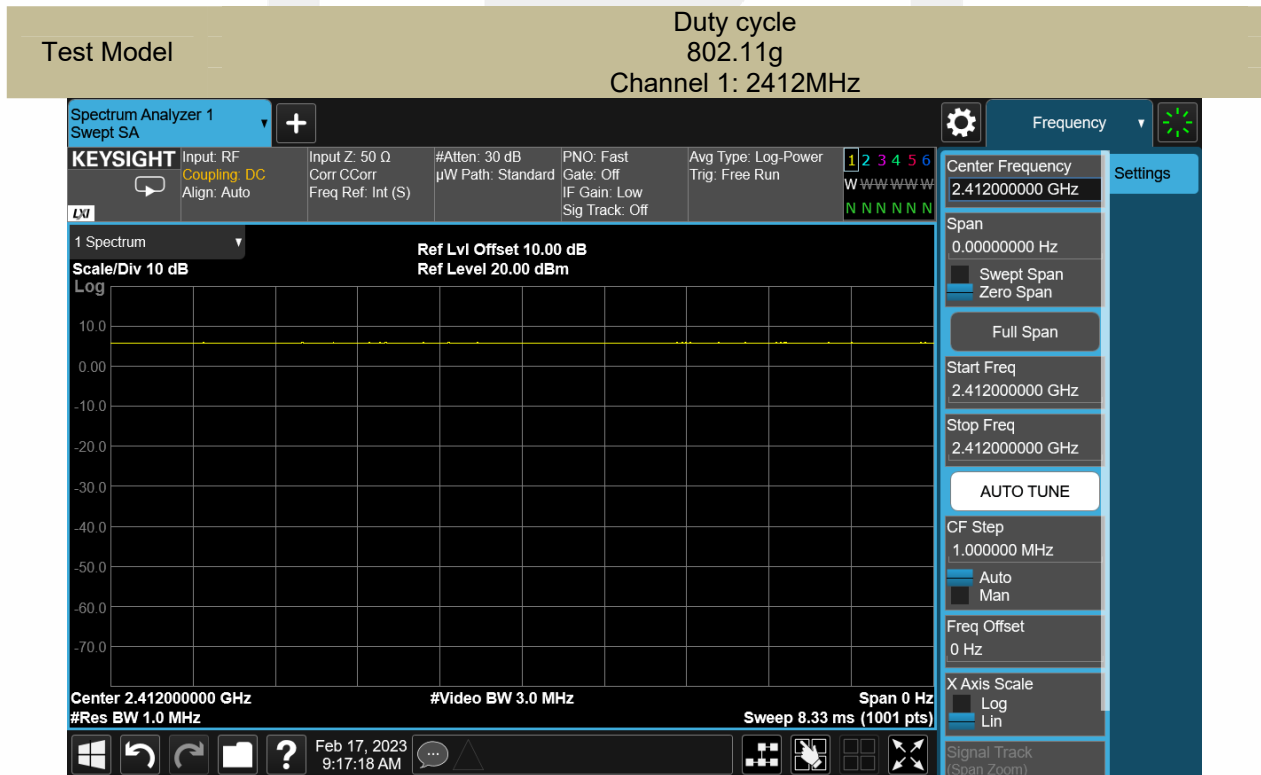 Test Model
Duty cycle
802.11g
Channel 1: 2412MHz
Spectrum Analyzer 1
Swept SA
Frequency
KEYSIGHT
LXI
Input: RF
Coupling: DC
Align: Auto
Input Z: 50 Ω
Corr CCorr
Freq Ref: Int (S)
#Atten: 30 dB
µW Path: Standard
PNO: Fast
Gate: Off
IF Gain: Low
Sig Track: Off
Avg Type: Log-Power
Trig: Free Run
1 2 3 4 5 6
W W W W W W
N N N N N N
1 Spectrum
Scale/Div 10 dB
Ref Lvl Offset 10.00 dB
Ref Level 20.00 dBm
Log
10.0
0.00
-10.0
-20.0
-30.0
-40.0
-50.0
-60.0
-70.0
Center 2.412000000 GHz
#Video BW 3.0 MHz
Span 0 Hz
#Res BW 1.0 MHz
Sweep 8.33 ms (1001 pts)
Center Frequency
2.412000000 GHz
Settings
Span
0.00000000 Hz
Swept Span
Zero Span
Full Span
Start Freq
2.412000000 GHz
Stop Freq
2.412000000 GHz
AUTO TUNE
CF Step
1.000000 MHz
Auto
Man
Freq Offset
0 Hz
X Axis Scale
Log
Lin
Signal Track
(Span Zoom)
?
Feb 17, 2023
9:17:18 AM